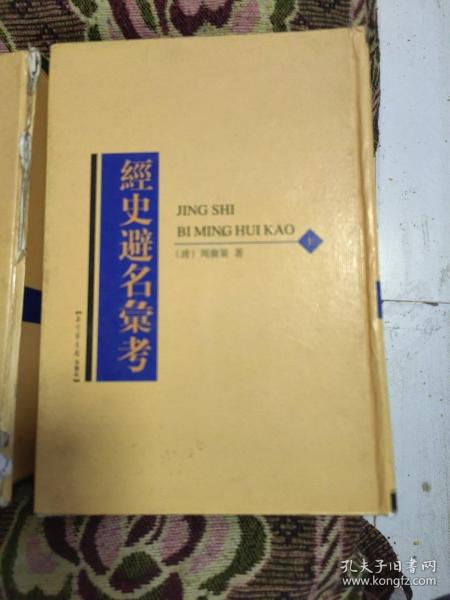 經史避名彙考
JING SHI
BI MING HUI KAO
（清）周廣業 著
上
孔夫子旧书网
www.kongfz.com